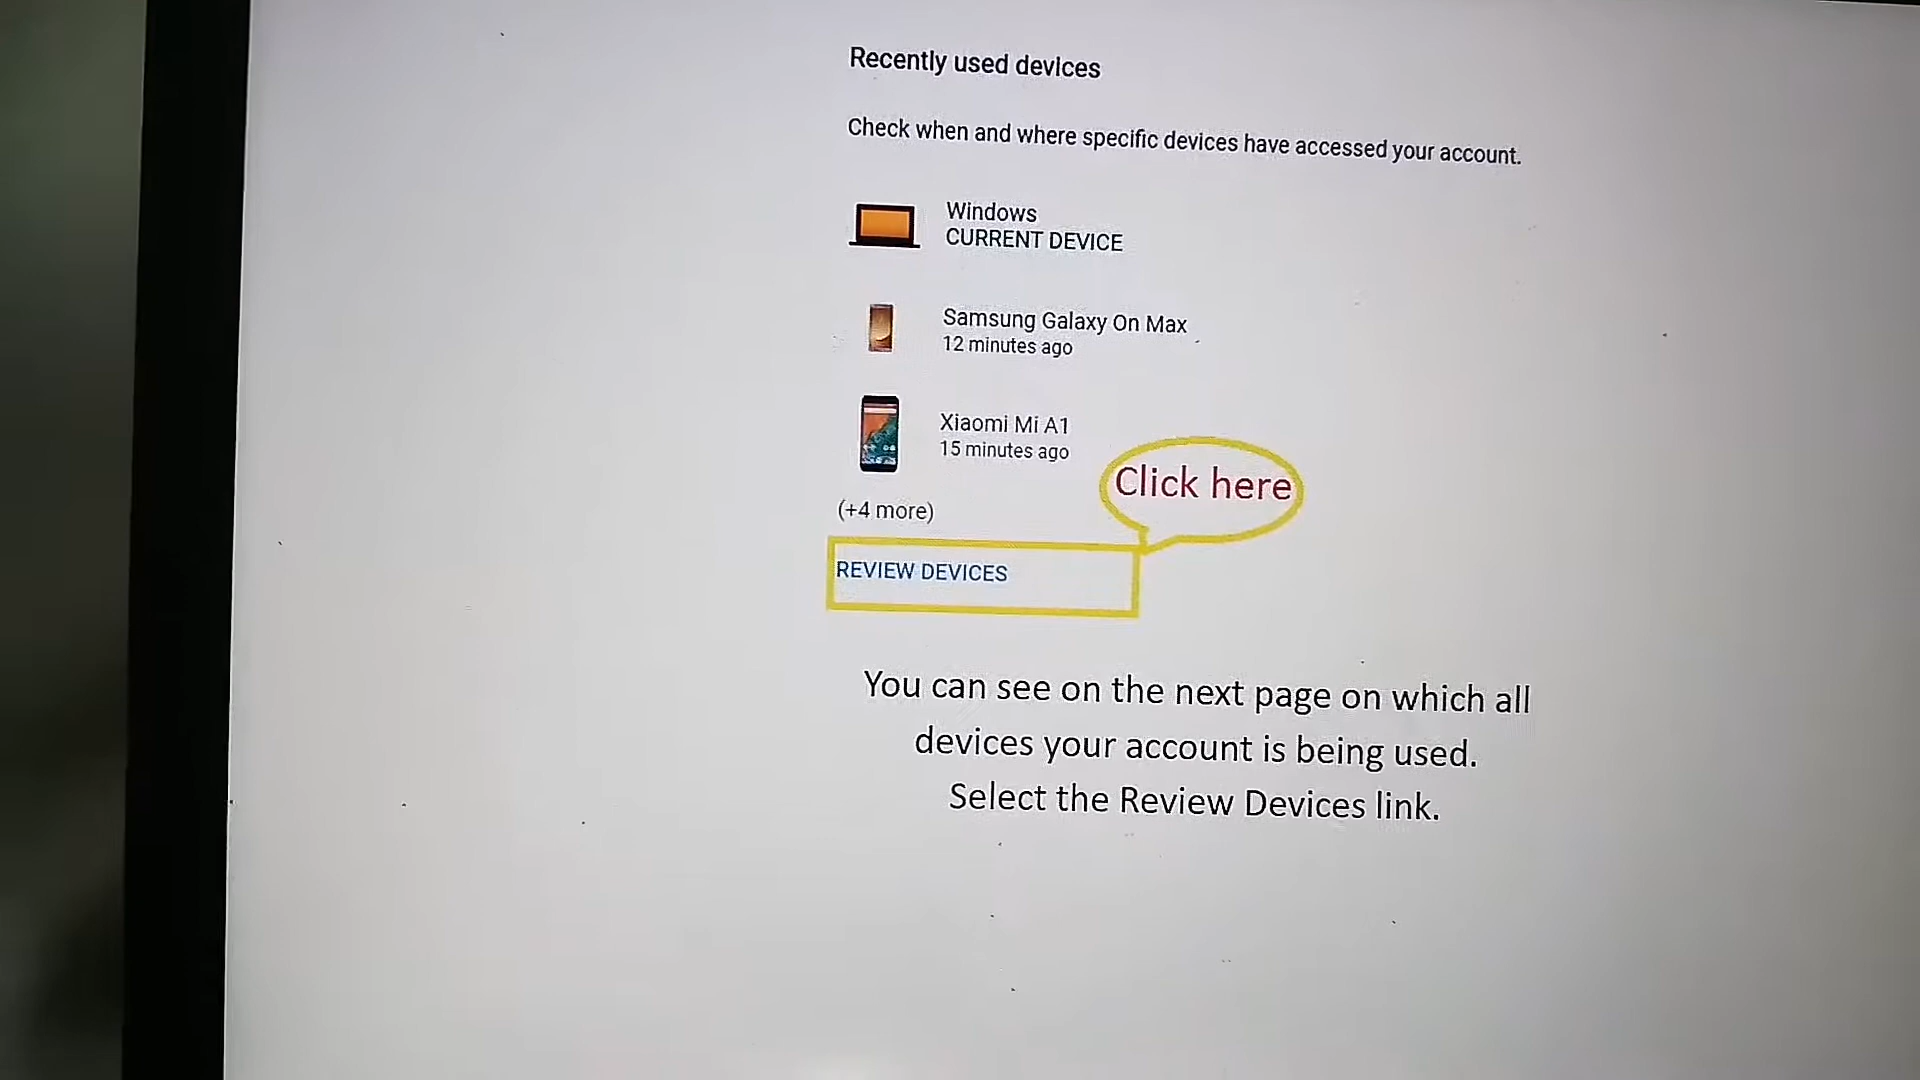 Recently used devices
Check when and where specific devices have accessed your account.
Windows
CURRENT DEVICE
Samsung Galaxy On Max
12 minutes ago
Xiaomi Mi A1
15 minutes ago
Click here
(+4 more)
REVIEW DEVICES
You can see on the next page on which all
devices your account is being used.
Select the Review Devices link.